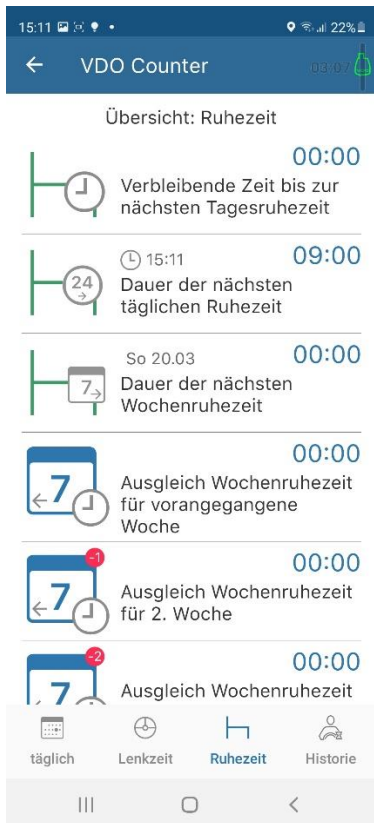 15:11 22%
VDO Counter 03:07
Übersicht: Ruhezeit
00:00
Verbleibende Zeit bis zur
nächsten Tagesruhezeit
24 15:11 09:00
Dauer der nächsten
täglichen Ruhezeit
So 20.03 00:00
7 Dauer der nächsten
Wochenruhezeit
00:00
7 Ausgleich Wochenruhezeit
für vorangegangene
Woche
-1 00:00
7 Ausgleich Wochenruhezeit
für 2. Woche
-2 00:00
7 Ausgleich Wochenruhezeit
täglich Lenkzeit Ruhezeit Historie